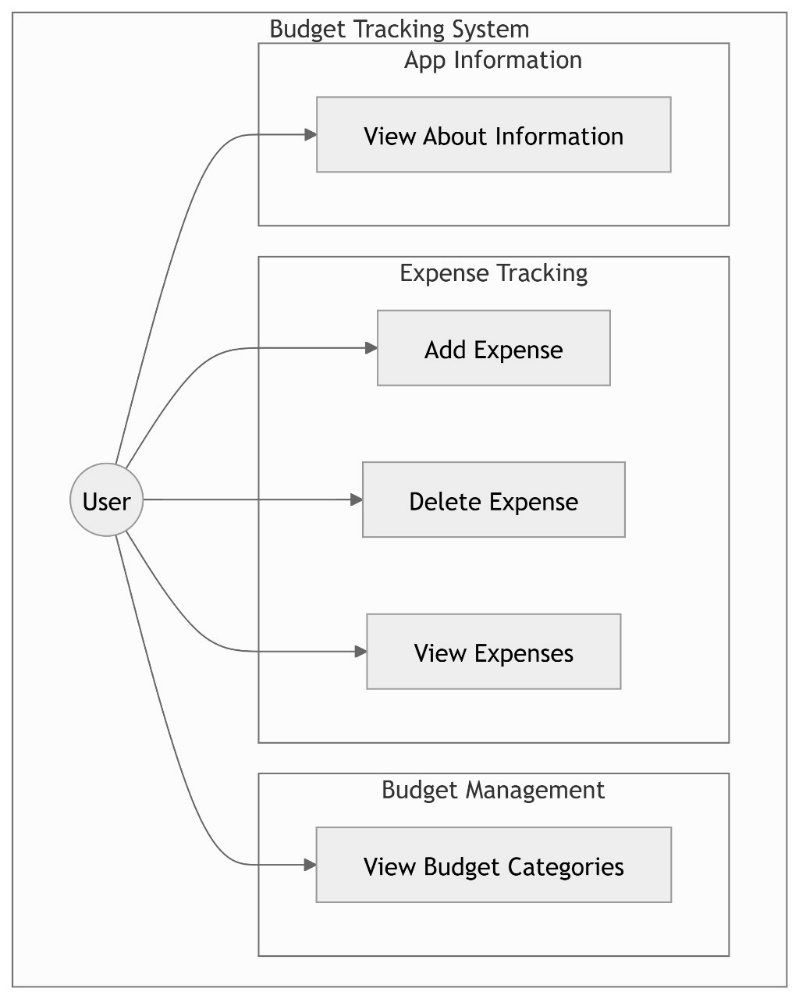 Budget Tracking System
App Information
View About Information
Expense Tracking
Add Expense
User
Delete Expense
View Expenses
Budget Management
View Budget Categories